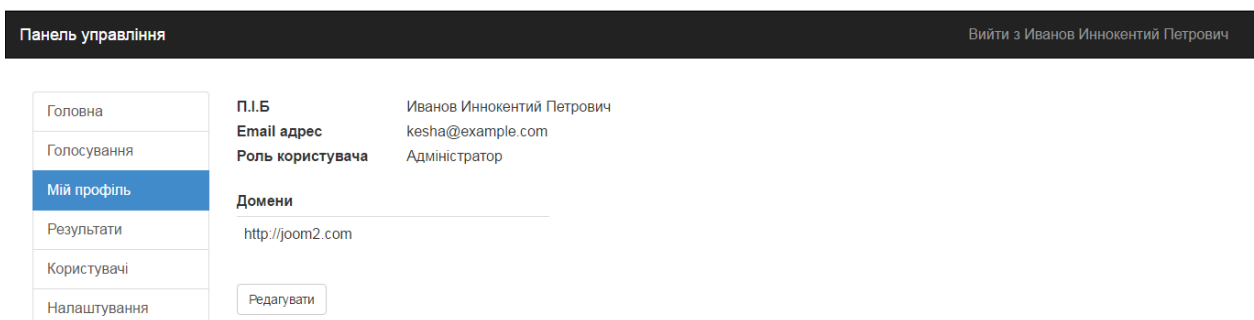 Панель управління
Вийти з Иванов Иннокентий Петрович
Головна
Голосування
Мій профіль
Результати
Користувачі
Налаштування
П.І.Б Иванов Иннокентий Петрович
Email адрес kesha@example.com
Роль користувача Адміністратор
Домени
http://joom2.com
Редагувати